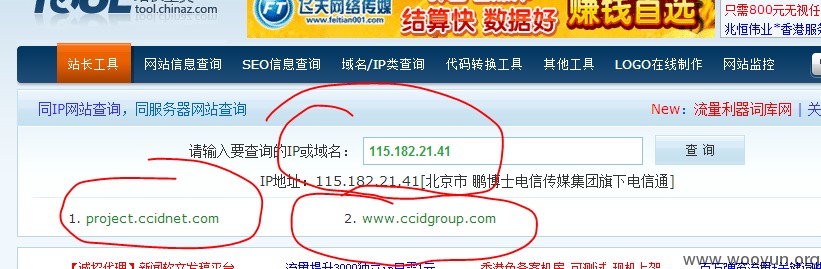 tool.chinaz.com
飞天网络传媒
www.feitian001.com
结算快 数据好
赚钱自选
只需800元无视任
兆恒伟业*香港服务
站长工具 网站信息查询 SEO信息查询 域名/IP类查询 代码转换工具 其他工具 LOGO在线制作 网站监控
同IP网站查询，同服务器网站查询
New：流量利器词库网 | 关
请输入要查询的IP或域名： 115.182.21.41 查 询
IP地址：115.182.21.41[北京市 鹏博士电信传媒集团旗下电信通]
1. project.ccidnet.com 2. www.ccidgroup.com
www.wooyun.org